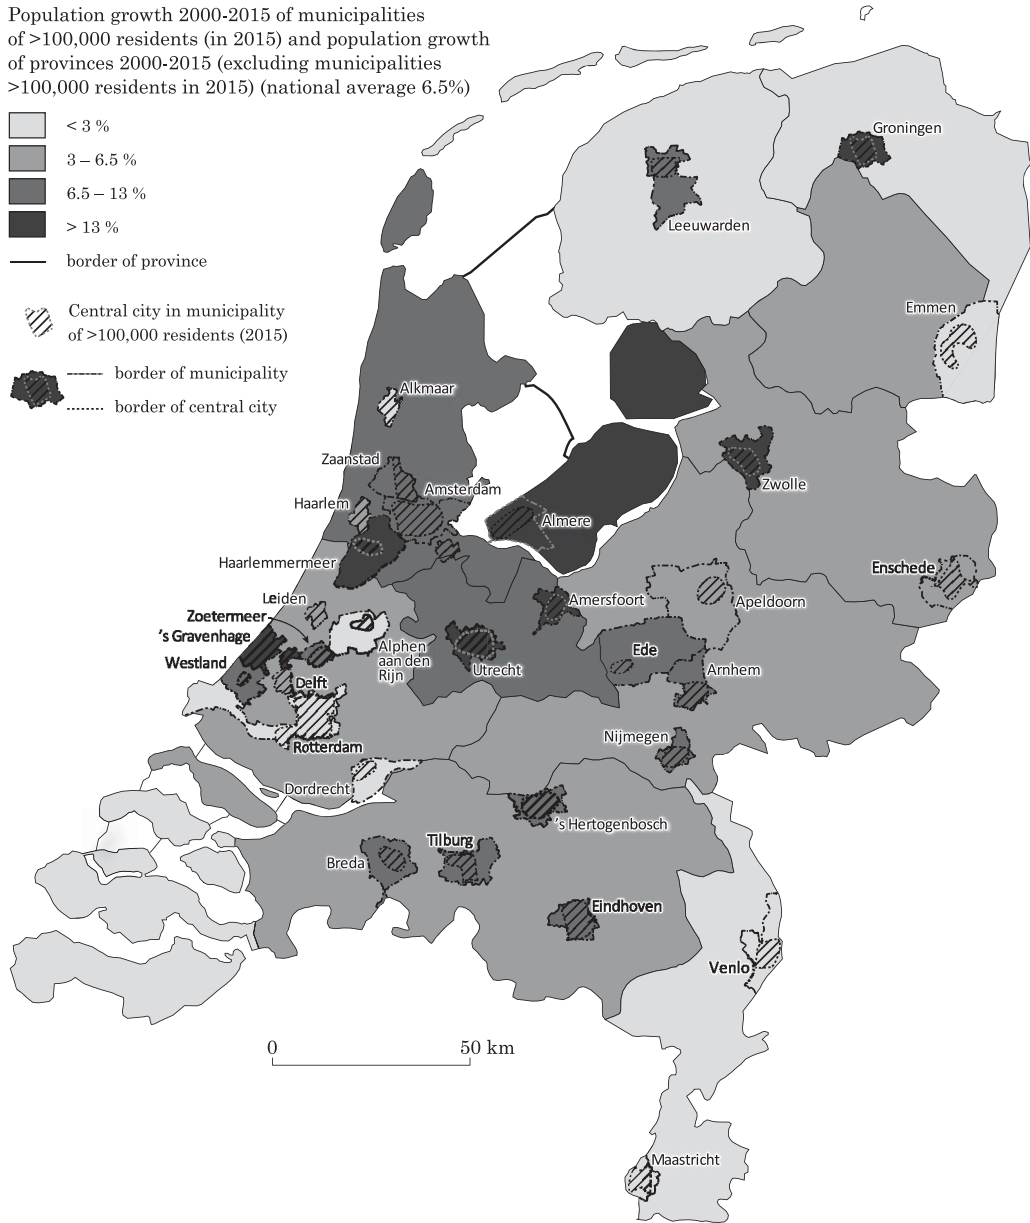 Population growth 2000-2015 of municipalities
of >100,000 residents (in 2015) and population growth
of provinces 2000-2015 (excluding municipalities
>100,000 residents in 2015) (national average 6.5%)
< 3 %
3 – 6.5 %
6.5 – 13 %
> 13 %
border of province
Central city in municipality
of >100,000 residents (2015)
border of municipality
border of central city
Groningen
Leeuwarden
Emmen
Alkmaar
Zaanstad
Amsterdam
Zwolle
Haarlem
Almere
Haarlemmermeer
Enschede
Leiden
Amersfoort
Apeldoorn
Zoetermeer
's Gravenhage
Alphen
aan den
Rijn
Westland
Utrecht
Ede
Arnhem
Delft
Rotterdam
Nijmegen
Dordrecht
's Hertogenbosch
Tilburg
Breda
Eindhoven
Venlo
0 50 km
Maastricht